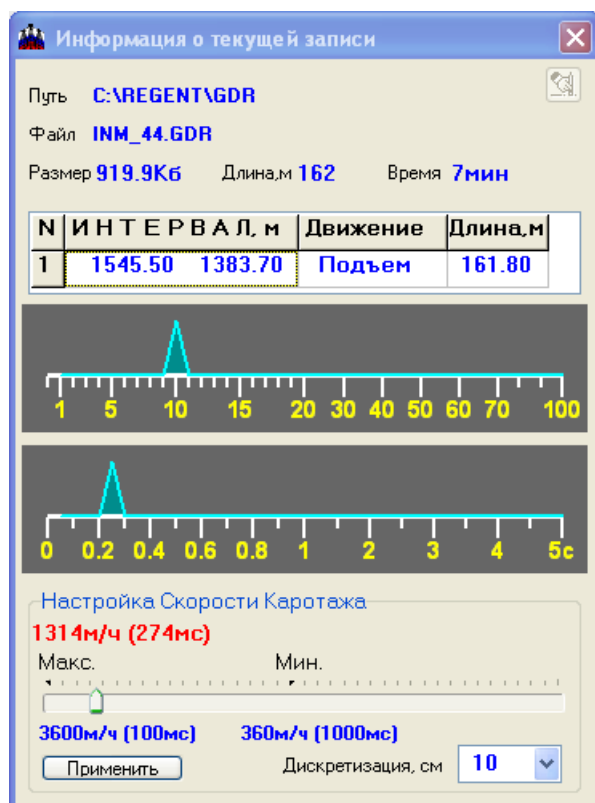 Информация о текущей записи
Путь C:\REGENT\GDR
Файл INM_44.GDR
Размер 919.9Кб Длина,м 162 Время 7мин
N ИНТЕРВАЛ, м Движение Длина,м
1 1545.50 1383.70 Подъем 161.80
1 5 10 15 20 30 40 50 60 70 100
0 0.2 0.4 0.6 0.8 1 2 3 4 5с
Настройка Скорости Каротажа
1314м/ч (274мс)
Макс. Мин.
3600м/ч (100мс) 360м/ч (1000мс)
Применить Дискретизация, см 10